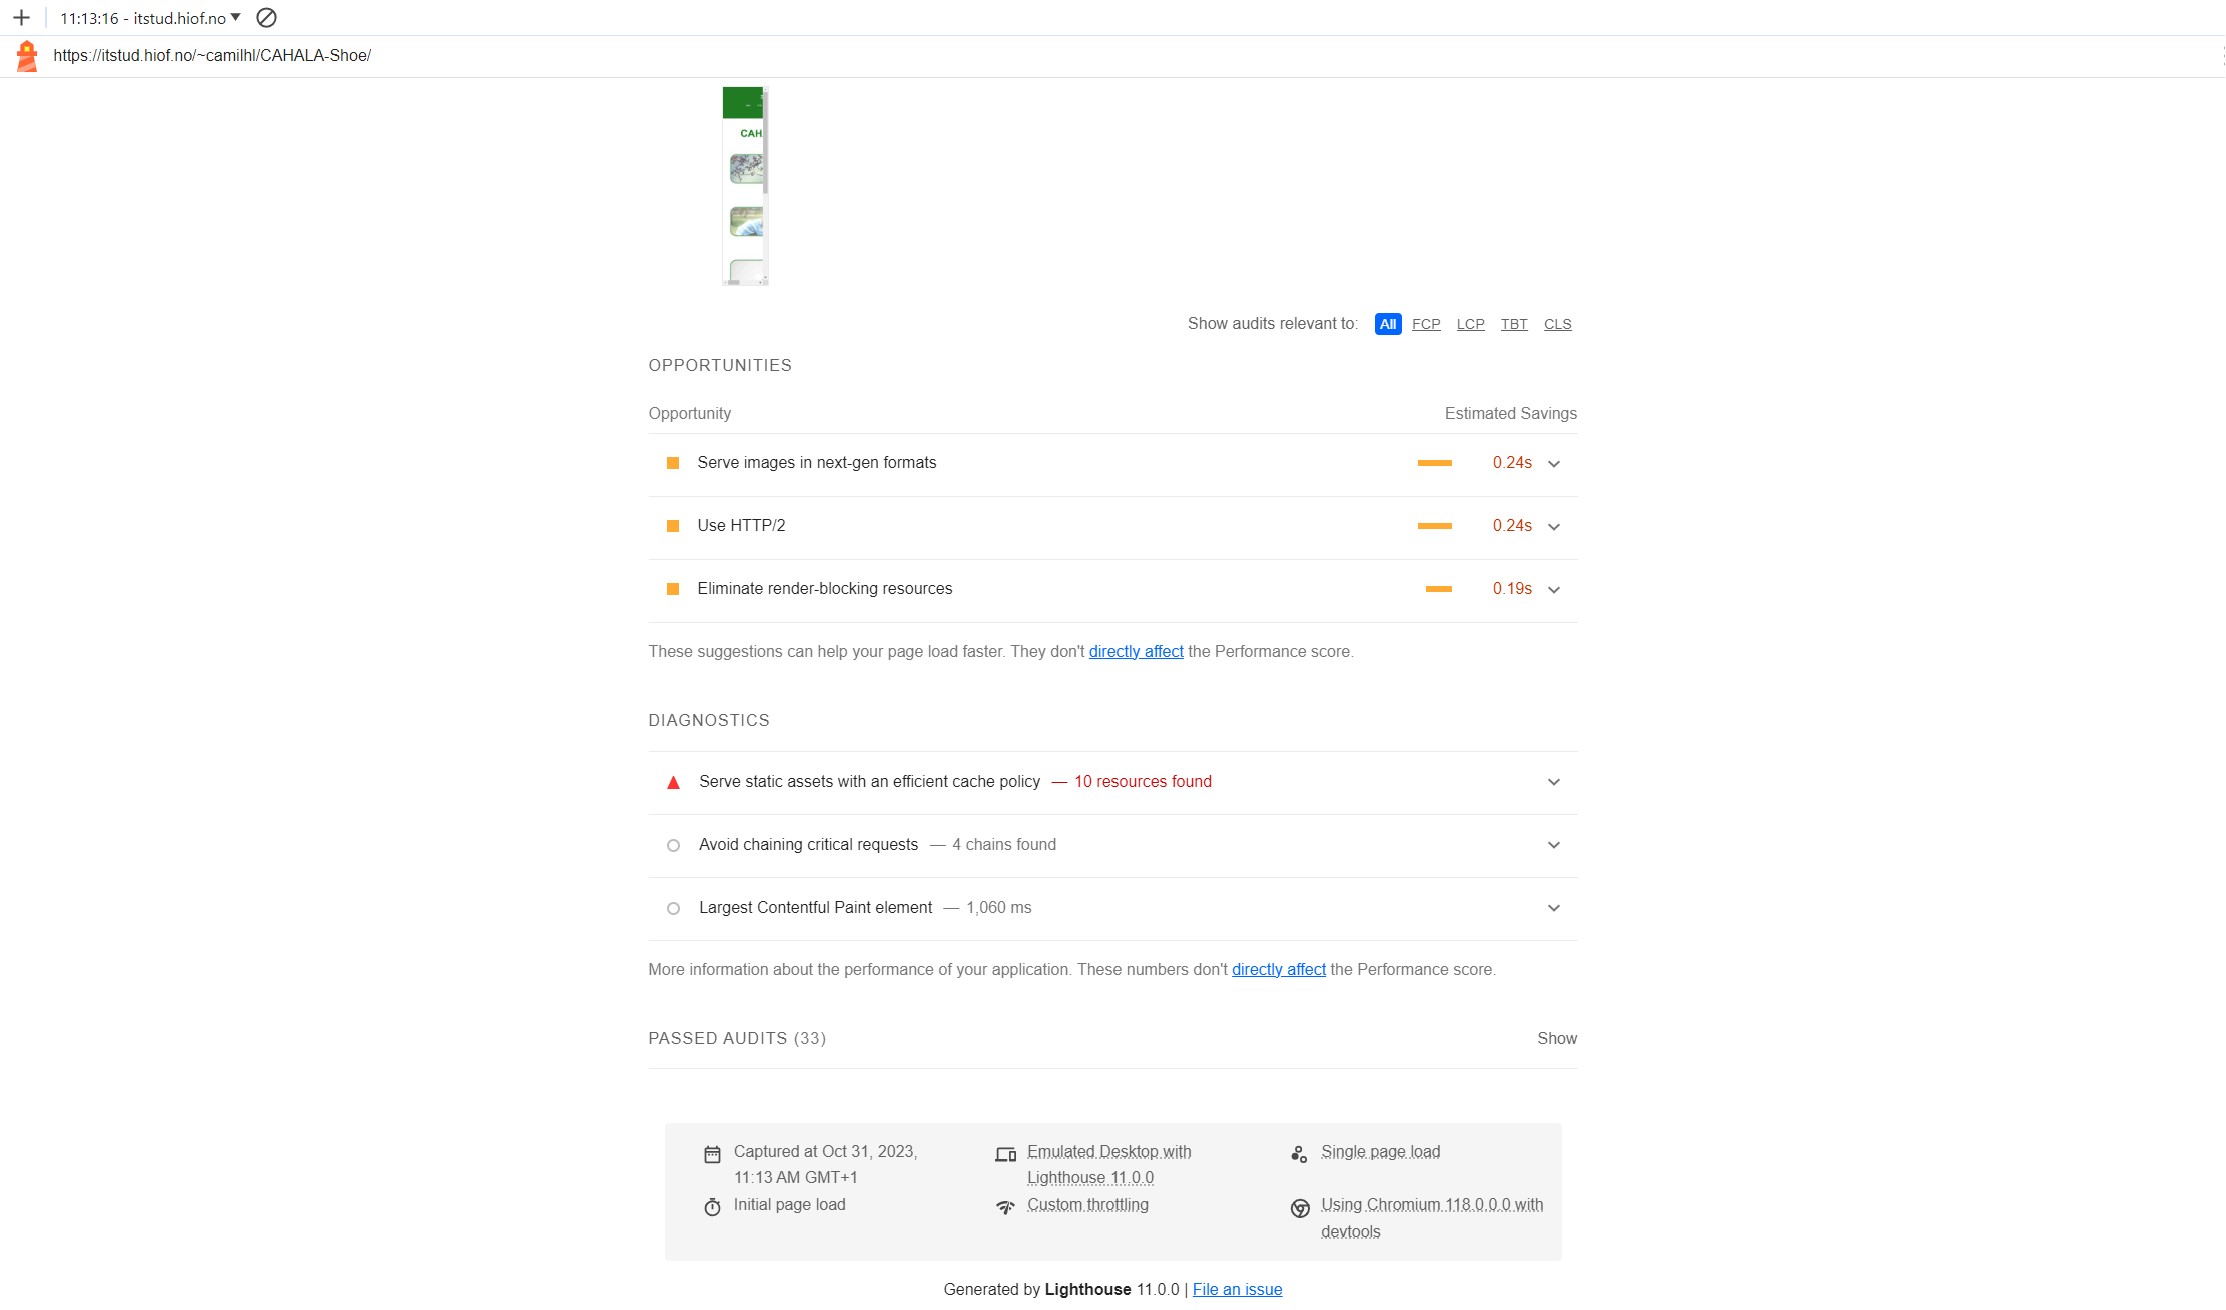 11:13:16 - itstud.hiof.no
https://itstud.hiof.no/~camilhl/CAHALA-Shoe/
CAH
Show audits relevant to: All FCP LCP TBT CLS
OPPORTUNITIES
Opportunity Estimated Savings
Serve images in next-gen formats 0.24s
Use HTTP/2 0.24s
Eliminate render-blocking resources 0.19s
These suggestions can help your page load faster. They don't directly affect the Performance score.
DIAGNOSTICS
Serve static assets with an efficient cache policy — 10 resources found
Avoid chaining critical requests — 4 chains found
Largest Contentful Paint element — 1,060 ms
More information about the performance of your application. These numbers don't directly affect the Performance score.
PASSED AUDITS (33) Show
Captured at Oct 31, 2023, 11:13 AM GMT+1
Emulated Desktop with Lighthouse 11.0.0
Single page load
Initial page load
Custom throttling
Using Chromium 118.0.0.0 with devtools
Generated by Lighthouse 11.0.0 | File an issue